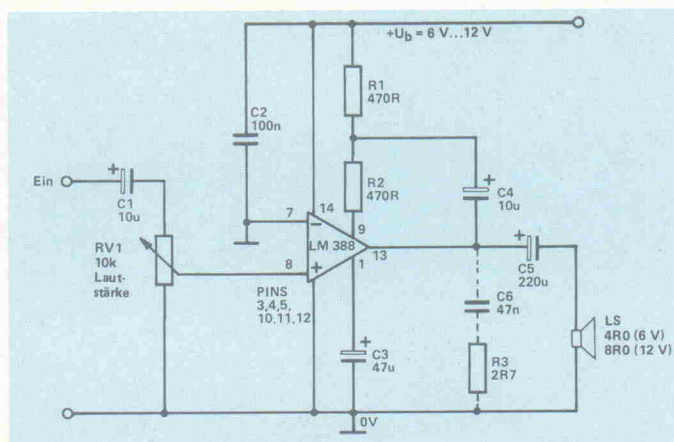 +U_b = 6 V...12 V
R1
470R
C2
100n
R2
470R
C4
10u
Ein
+
C1
10u
+
7
14
9
–
LM 388
13
8
+
1
+
C5
220u
RV1
10k
Laut-
stärke
PINS
3,4,5,
10,11,12
C6
47n
LS
4R0 (6 V)
8R0 (12 V)
+
C3
47u
R3
2R7
0V